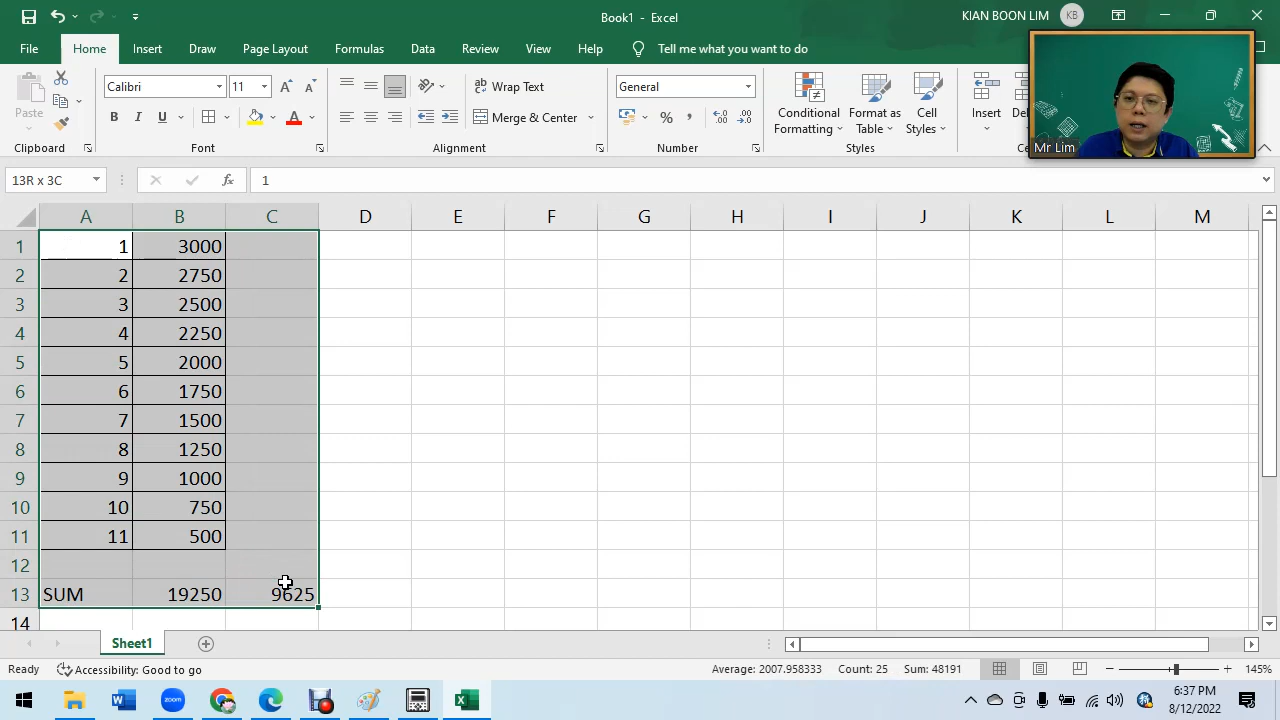 Book1 - Excel
KIAN BOON LIM KB
File Home Insert Draw Page Layout Formulas Data Review View Help Tell me what you want to do
Paste
Clipboard
Calibri 11
B I U A
Font
ab Wrap Text
Merge & Center
Alignment
General
% ,
Number
Conditional Formatting
Format as Table
Cell Styles
Styles
Insert
Mr Lim
13R x 3C fx 1
A B C D E F G H I J K L M
1 1 3000
2 2 2750
3 3 2500
4 4 2250
5 5 2000
6 6 1750
7 7 1500
8 8 1250
9 9 1000
10 10 750
11 11 500
12
13 SUM 19250 9625
14
Sheet1
Ready Accessibility: Good to go Average: 2007.958333 Count: 25 Sum: 48191 145%
zoom
6:37 PM
8/12/2022